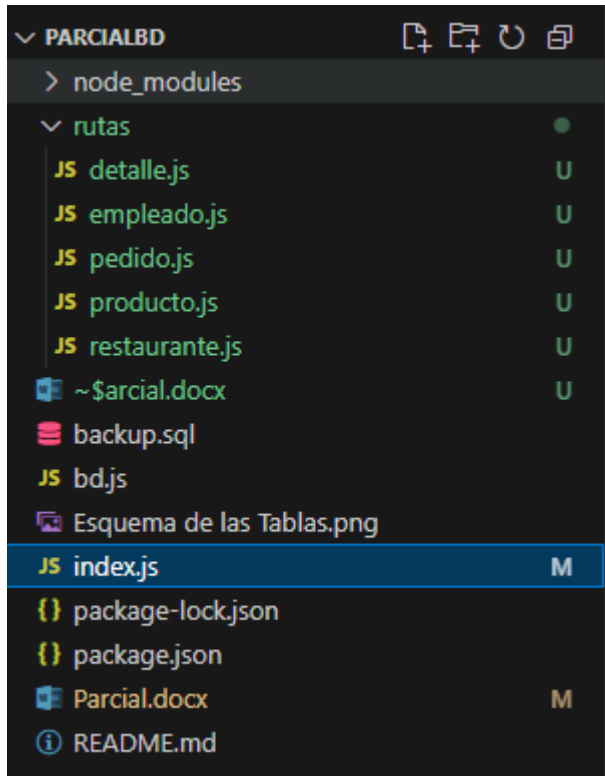 PARCIALBD
node_modules
rutas
JS detalle.js U
JS empleado.js U
JS pedido.js U
JS producto.js U
JS restaurante.js U
~$arcial.docx U
backup.sql
JS bd.js
Esquema de las Tablas.png
JS index.js M
{} package-lock.json
{} package.json
Parcial.docx M
README.md